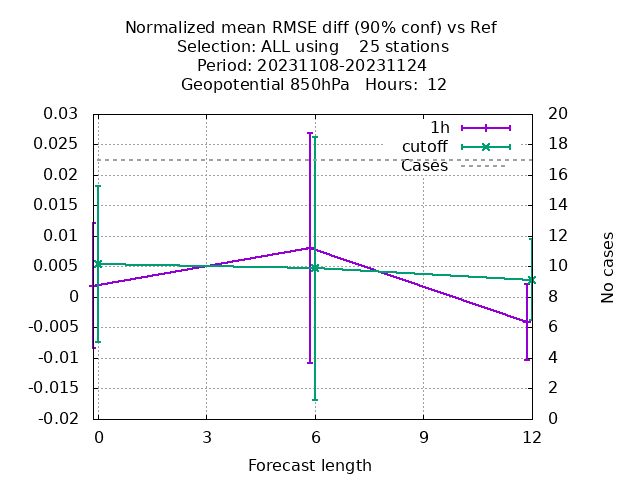 Normalized mean RMSE diff (90% conf) vs Ref
Selection: ALL using    25 stations
Period: 20231108-20231124
Geopotential 850hPa   Hours:  12
0.03
0.025
0.02
0.015
0.01
0.005
0
-0.005
-0.01
-0.015
-0.02
20
18
16
14
12
10
8
6
4
2
0
1h
cutoff
Cases
No cases
0 3 6 9 12
Forecast length